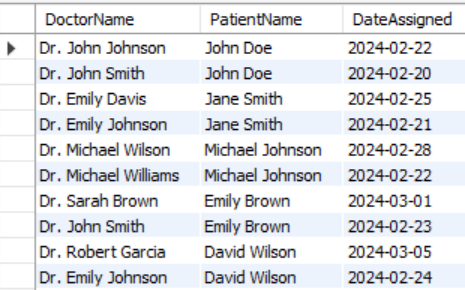 DoctorName PatientName DateAssigned
Dr. John Johnson John Doe 2024-02-22
Dr. John Smith John Doe 2024-02-20
Dr. Emily Davis Jane Smith 2024-02-25
Dr. Emily Johnson Jane Smith 2024-02-21
Dr. Michael Wilson Michael Johnson 2024-02-28
Dr. Michael Williams Michael Johnson 2024-02-22
Dr. Sarah Brown Emily Brown 2024-03-01
Dr. John Smith Emily Brown 2024-02-23
Dr. Robert Garcia David Wilson 2024-03-05
Dr. Emily Johnson David Wilson 2024-02-24